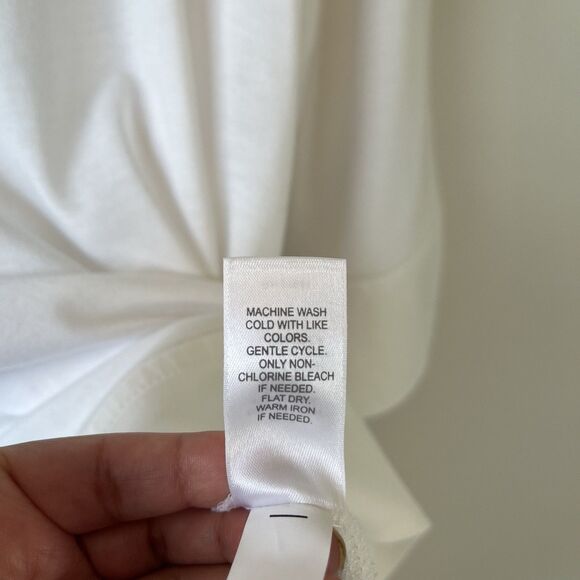 MACHINE WASH
COLD WITH LIKE
COLORS.
GENTLE CYCLE.
ONLY NON-
CHLORINE BLEACH
IF NEEDED.
FLAT DRY.
WARM IRON
IF NEEDED.